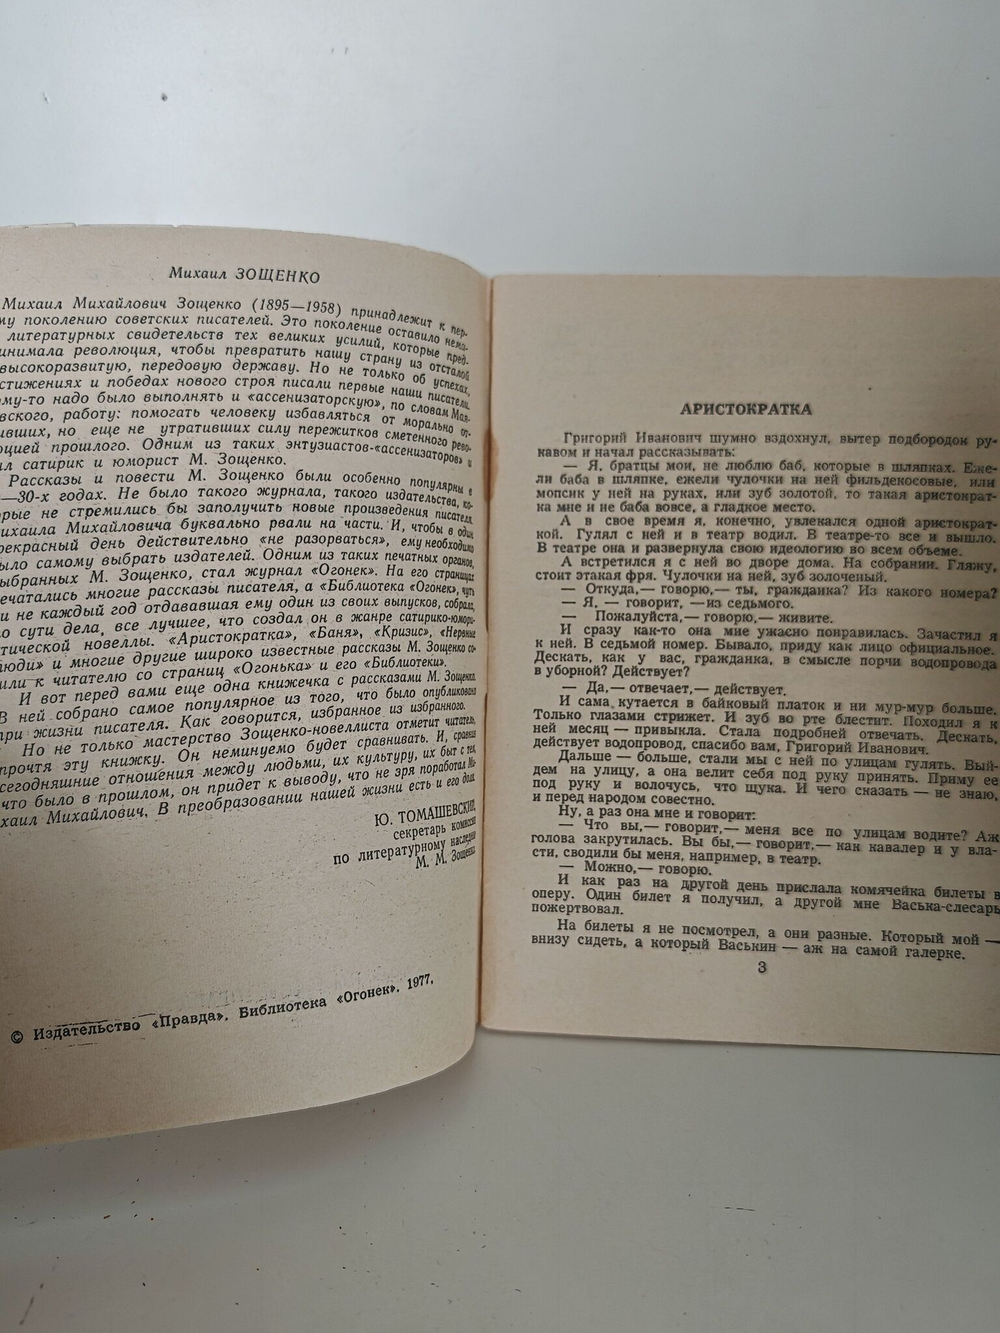 Михаил ЗОЩЕНКО
Михаил Михайлович Зощенко (1895—1958) принадлежит к пер-
му поколению советских писателей. Это поколение оставило нема-
литературных свидетельств тех великих усилий, которые пред-
инимала революция, чтобы превратить нашу страну из отсталой
высокоразвитую, передовую державу. Но не только об успехах,
стижениях и победах нового строя писали первые наши писатели.
му-то надо было выполнять и «ассенизаторскую», по словам Мая-
вского, работу: помогать человеку избавляться от морально от-
ивших, но еще не утративших силу пережитков сметенного рево-
юцией прошлого. Одним из таких энтузиастов-«ассенизаторов» и
ил сатирик и юморист М. Зощенко.
Рассказы и повести М. Зощенко были особенно популярны в
—30-х годах. Не было такого журнала, такого издательства, ко-
орые не стремились бы заполучить новые произведения писателя.
ихаила Михайловича буквально рвали на части. И, чтобы в один
рекрасный день действительно «не разорваться», ему необходимо
ыло самому выбрать издателей. Одним из таких печатных органов,
ыбранных М. Зощенко, стал журнал «Огонек». На его страницах
ечатались многие рассказы писателя, а «Библиотека «Огонек», чуть
и не каждый год отдававшая ему один из своих выпусков, собрала,
о сути дела, все лучшее, что создал он в жанре сатирико-юмори-
тической новеллы. «Аристократка», «Баня», «Кризис», «Нервные
люди» и многие другие широко известные рассказы М. Зощенко со-
или к читателю со страниц «Огонька» и его «Библиотеки».
И вот перед вами еще одна книжечка с рассказами М. Зощенко.
В ней собрано самое популярное из того, что было опубликовано
при жизни писателя. Как говорится, избранное из избранного.
Но не только мастерство Зощенко-новеллиста отметит читатель,
прочтя эту книжку. Он неминуемо будет сравнивать. И, сравнив
сегодняшние отношения между людьми, их культуру, их быт с тем,
что было в прошлом, он придет к выводу, что не зря поработал Ми-
хаил Михайлович. В преобразовании нашей жизни есть и его доля.
Ю. ТОМАШЕВСКИЙ,
секретарь комиссии
по литературному наследию
М. М. Зощенко
© Издательство «Правда». Библиотека «Огонек». 1977.
АРИСТОКРАТКА
Григорий Иванович шумно вздохнул, вытер подбородок ру-
кавом и начал рассказывать:
— Я, братцы мои, не люблю баб, которые в шляпках. Еже-
ли баба в шляпке, ежели чулочки на ней фильдекосовые, или
мопсик у ней на руках, или зуб золотой, то такая аристократ-
ка мне и не баба вовсе, а гладкое место.
А в свое время я, конечно, увлекался одной аристократ-
кой. Гулял с ней и в театр водил. В театре-то все и вышло.
В театре она и развернула свою идеологию во всем объеме.
А встретился я с ней во дворе дома. На собрании. Гляжу,
стоит этакая фря. Чулочки на ней, зуб золоченый.
— Откуда,— говорю,— ты, гражданка? Из какого номера?
— Я, — говорит, —из седьмого.
— Пожалуйста,— говорю,— живите.
И сразу как-то она мне ужасно понравилась. Зачастил я
к ней. В седьмой номер. Бывало, приду как лицо официальное.
Дескать, как у вас, гражданка, в смысле порчи водопровода
и уборной? Действует?
— Да,— отвечает,— действует.
И сама кутается в байковый платок и ни мур-мур больше.
Только глазами стрижет. И зуб во рте блестит. Походил я к
ней месяц — привыкла. Стала подробней отвечать. Дескать,
действует водопровод, спасибо вам, Григорий Иванович.
Дальше — больше, стали мы с ней по улицам гулять. Вый-
дем на улицу, а она велит себя под руку принять. Приму ее
под руку и волочусь, что щука. И чего сказать — не знаю,
и перед народом совестно.
Ну, а раз она мне и говорит:
— Что вы,— говорит,— меня все по улицам водите? Аж
голова закрутилась. Вы бы,— говорит,— как кавалер и у вла-
сти, сводили бы меня, например, в театр.
— Можно,— говорю.
И как раз на другой день прислала комячейка билеты в
оперу. Один билет я получил, а другой мне Васька-слесарь
пожертвовал.
На билеты я не посмотрел, а они разные. Который мой —
внизу сидеть, а который Васькин — аж на самой галерке.
3